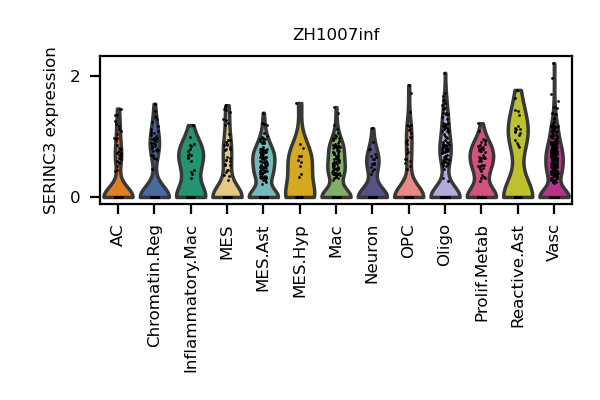 ZH1007inf
SERINC3 expression
2
0
AC
Chromatin.Reg
Inflammatory.Mac
MES
MES.Ast
MES.Hyp
Mac
Neuron
OPC
Oligo
Prolif.Metab
Reactive.Ast
Vasc